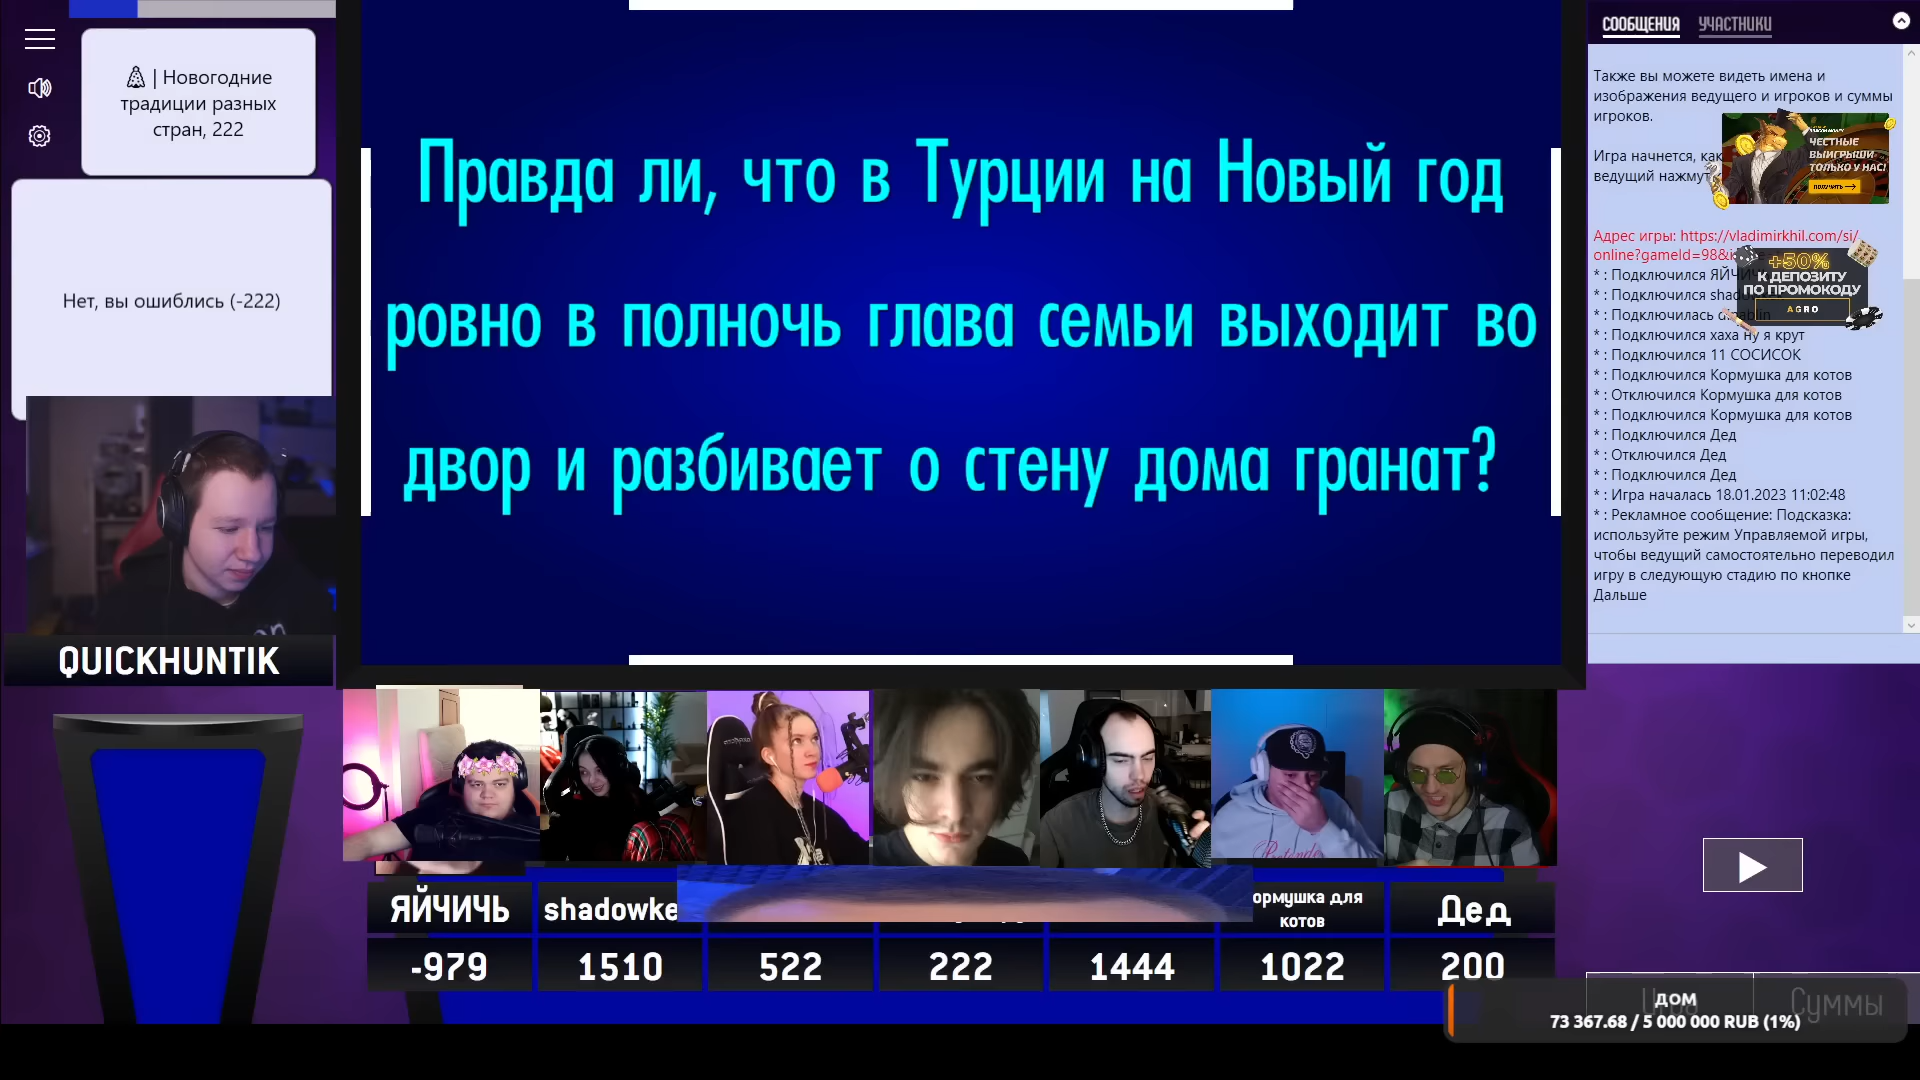 | Новогодние
традиции разных
стран, 222
Нет, вы ошиблись (-222)
QUICKHUNTIK
Правда ли, что в Турции на Новый год
ровно в полночь глава семьи выходит во
двор и разбивает о стену дома гранат?
СООБЩЕНИЯ УЧАСТНИКИ
Также вы можете видеть имена и
изображения ведущего и игроков и суммы
игроков.
Игра начнется, как
ведущий нажмут
ЧЕСТНЫЕ
ВЫИГРЫШИ
ТОЛЬКО У НАС!
ПОЛУЧИТЬ
Адрес игры: https://vladimirkhil.com/si/
online?gameId=98&i
+50%
К ДЕПОЗИТУ
ПО ПРОМОКОДУ
AGRO
* : Подключился ЯЙЧИЧЬ
* : Подключился shadowke
* : Подключилась
* : Подключился хаха ну я крут
* : Подключился 11 СОСИСОК
* : Подключился Кормушка для котов
* : Отключился Кормушка для котов
* : Подключился Кормушка для котов
* : Подключился Дед
* : Отключился Дед
* : Подключился Дед
* : Игра началась 18.01.2023 11:02:48
* : Рекламное сообщение: Подсказка:
используйте режим Управляемой игры,
чтобы ведущий самостоятельно переводил
игру в следующую стадию по кнопке
Дальше
ЯЙЧИЧЬ shadowke
ормушка для
котов
Дед
-979 1510 522 222 1444 1022 200
Игра Суммы
ДОМ
73 367.68 / 5 000 000 RUB (1%)